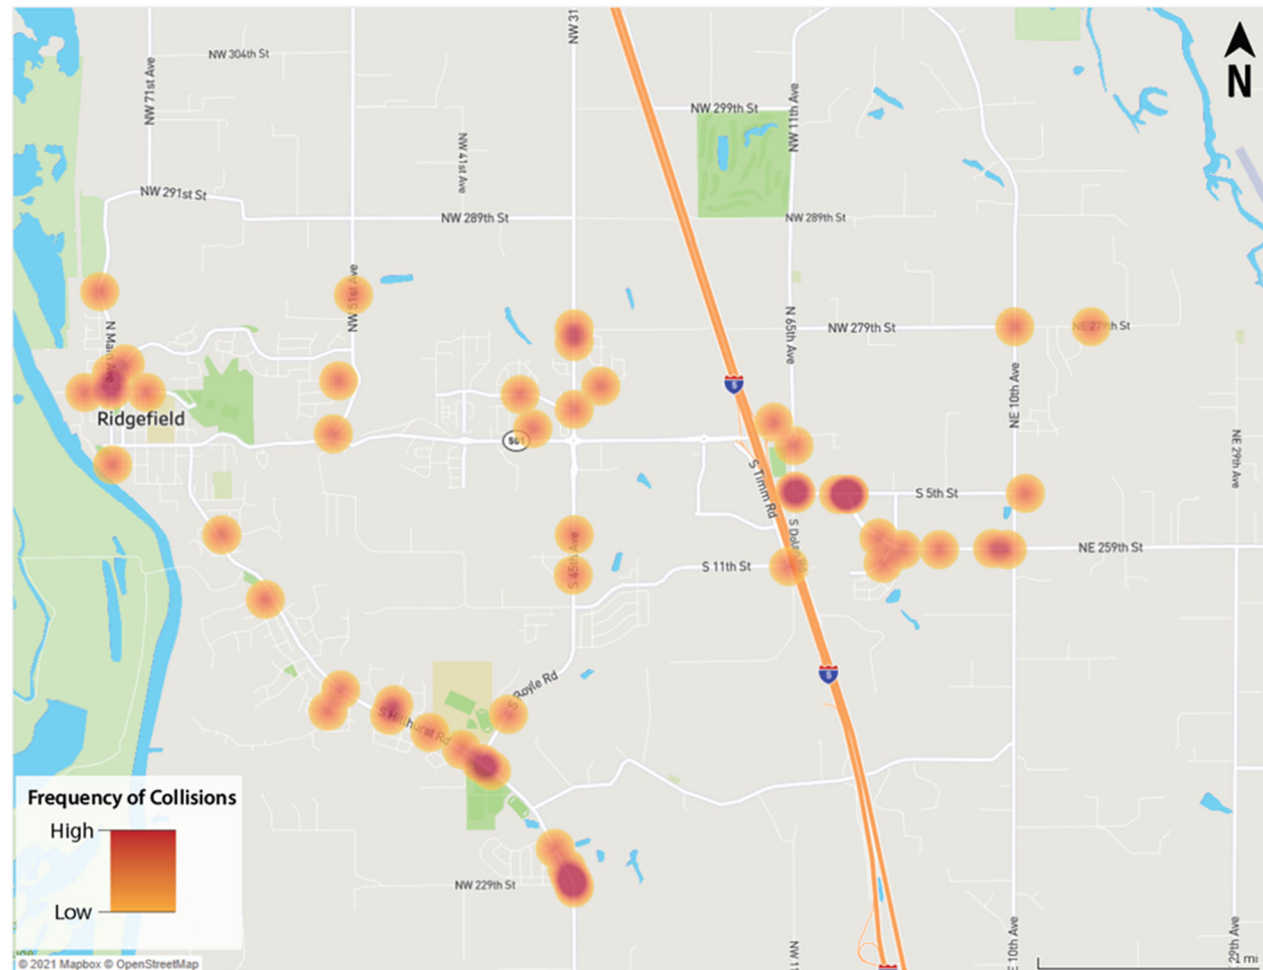 N
NW 31
NW 304th St
NW 71st Ave
NW 299th St
NW 11th Ave
NW 41st Ave
NW 291st St
NW 289th St
NW 289th St
NW 51st Ave
N Main Ave
N 65th Ave
NW 279th St
NE 279th St
5
NE 10th Ave
Ridgefield
501
NE 29th Ave
S Timm Rd
S 5th St
S 45th Ave
S 11th St
NE 259th St
5
S Royle Rd
S Hillhurst Rd
Frequency of Collisions
High
Low
NW 229th St
NW 11
E 10th Ave
29th Ave
1 mi
© 2021 Mapbox © OpenStreetMap